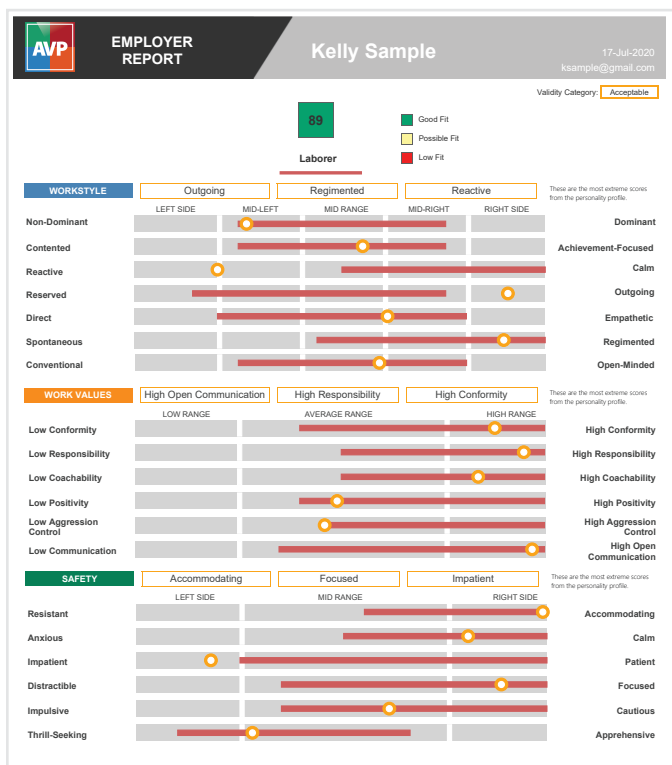 AVP
EMPLOYER
REPORT
Kelly Sample
17-Jul-2020
ksample@gmail.com
Validity Category: Acceptable
89
Good Fit
Possible Fit
Low Fit
Laborer
WORKSTYLE Outgoing Regimented Reactive
These are the most extreme scores
from the personality profile.
LEFT SIDE MID-LEFT MID RANGE MID-RIGHT RIGHT SIDE
Non-Dominant Dominant
Contented Achievement-Focused
Reactive Calm
Reserved Outgoing
Direct Empathetic
Spontaneous Regimented
Conventional Open-Minded
WORK VALUES High Open Communication High Responsibility High Conformity
These are the most extreme scores
from the personality profile.
LOW RANGE AVERAGE RANGE HIGH RANGE
Low Conformity High Conformity
Low Responsibility High Responsibility
Low Coachability High Coachability
Low Positivity High Positivity
Low Aggression High Aggression
Control Control
Low Communication High Open
Communication
SAFETY Accommodating Focused Impatient
These are the most extreme scores
from the personality profile.
LEFT SIDE MID RANGE RIGHT SIDE
Resistant Accommodating
Anxious Calm
Impatient Patient
Distractible Focused
Impulsive Cautious
Thrill-Seeking Apprehensive